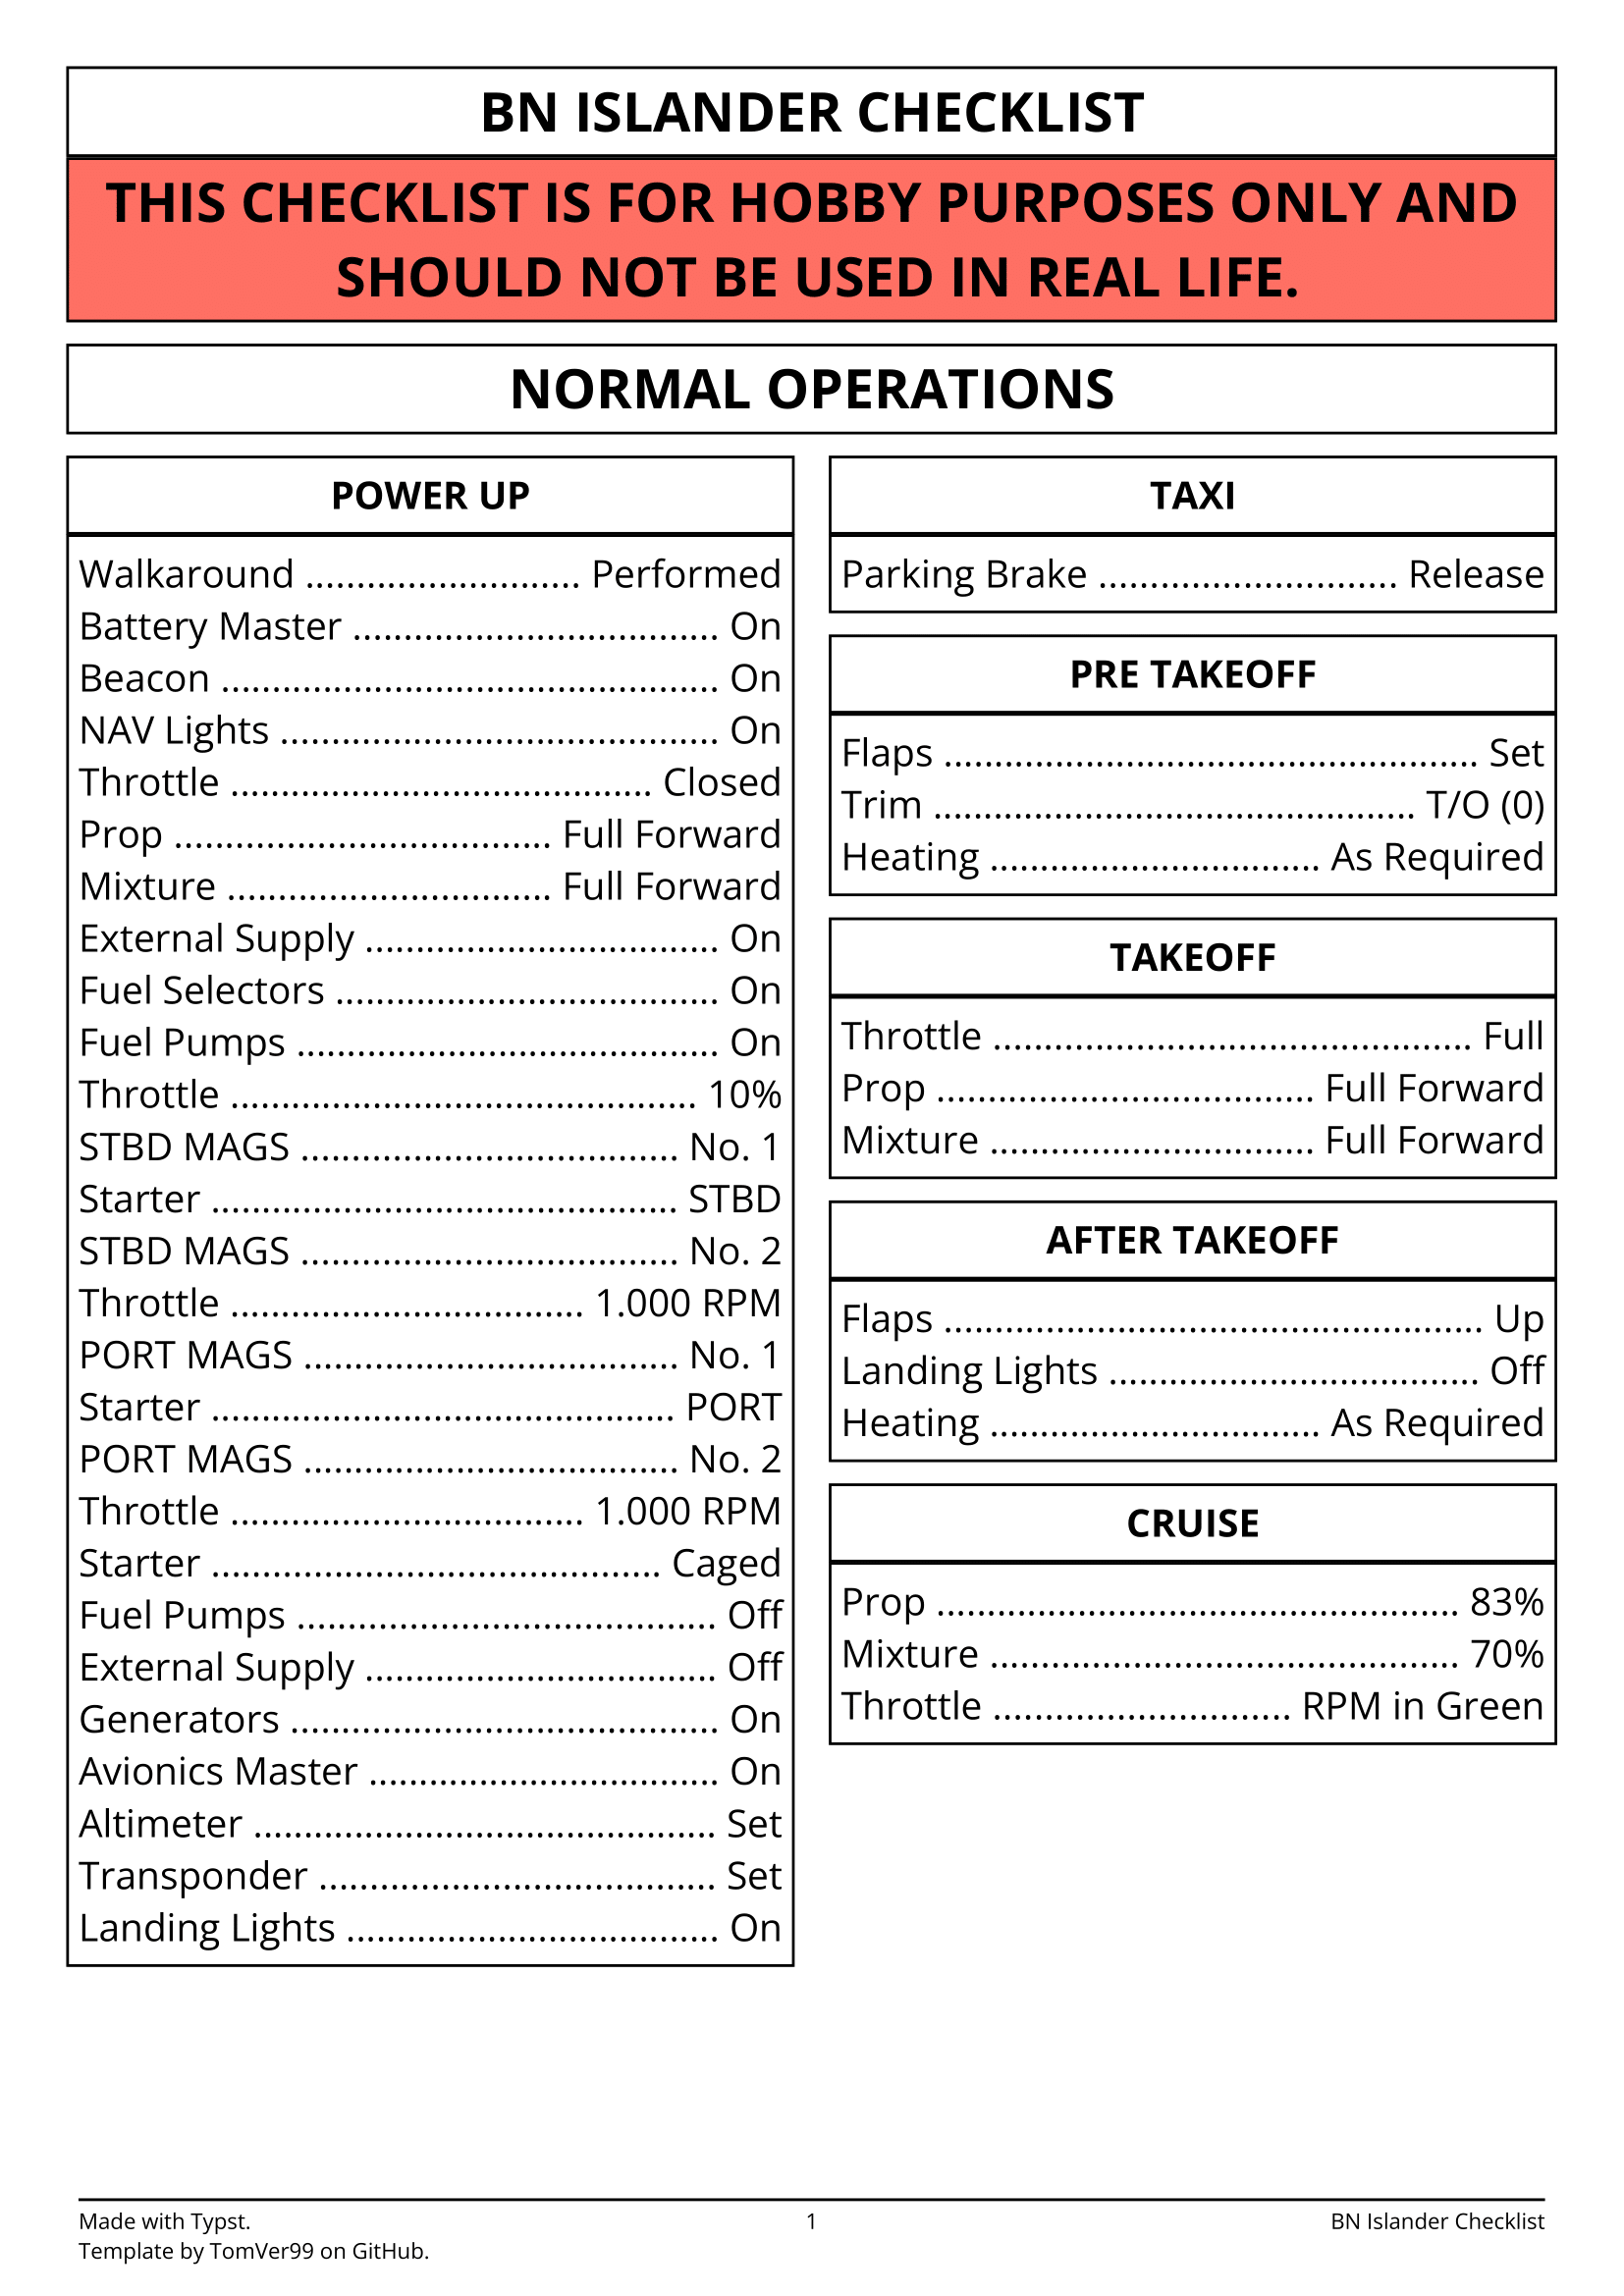 BN ISLANDER CHECKLIST
THIS CHECKLIST IS FOR HOBBY PURPOSES ONLY AND
SHOULD NOT BE USED IN REAL LIFE.
NORMAL OPERATIONS
POWER UP
Walkaround ........................... Performed
Battery Master .................................... On
Beacon ................................................. On
NAV Lights ........................................... On
Throttle .......................................... Closed
Prop ..................................... Full Forward
Mixture ................................ Full Forward
External Supply ................................... On
Fuel Selectors ...................................... On
Fuel Pumps .......................................... On
Throttle .............................................. 10%
STBD MAGS ..................................... No. 1
Starter .............................................. STBD
STBD MAGS ..................................... No. 2
Throttle ................................... 1.000 RPM
PORT MAGS ..................................... No. 1
Starter .............................................. PORT
PORT MAGS ..................................... No. 2
Throttle ................................... 1.000 RPM
Starter ............................................ Caged
Fuel Pumps ......................................... Off
External Supply ................................... Off
Generators .......................................... On
Avionics Master .................................. On
Altimeter .............................................. Set
Transponder ....................................... Set
Landing Lights ..................................... On
TAXI
Parking Brake ............................. Release
PRE TAKEOFF
Flaps ..................................................... Set
Trim ................................................ T/O (0)
Heating ................................. As Required
TAKEOFF
Throttle ............................................... Full
Prop ..................................... Full Forward
Mixture ................................ Full Forward
AFTER TAKEOFF
Flaps ..................................................... Up
Landing Lights .................................... Off
Heating ................................. As Required
CRUISE
Prop .................................................... 83%
Mixture .............................................. 70%
Throttle ............................. RPM in Green
Made with Typst.
Template by TomVer99 on GitHub.
1
BN Islander Checklist